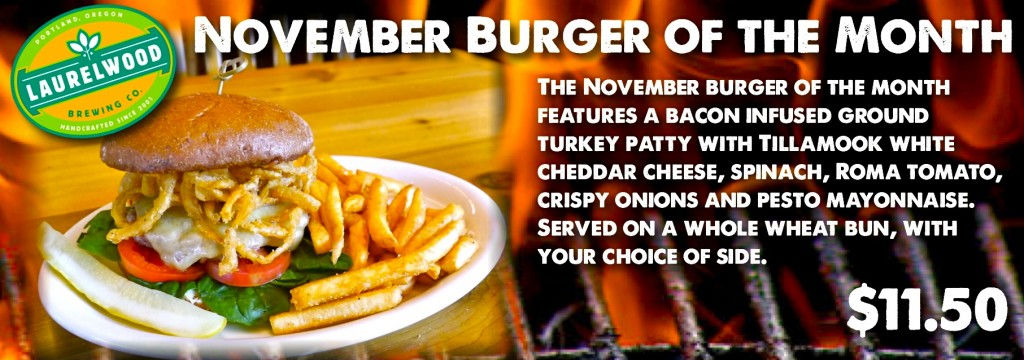 PORTLAND, OREGON
LAURELWOOD
BREWING CO.
HANDCRAFTED SINCE 2001
NOVEMBER BURGER OF THE MONTH
THE NOVEMBER BURGER OF THE MONTH
FEATURES A BACON INFUSED GROUND
TURKEY PATTY WITH TILLAMOOK WHITE
CHEDDAR CHEESE, SPINACH, ROMA TOMATO,
CRISPY ONIONS AND PESTO MAYONNAISE.
SERVED ON A WHOLE WHEAT BUN, WITH
YOUR CHOICE OF SIDE.
$11.50